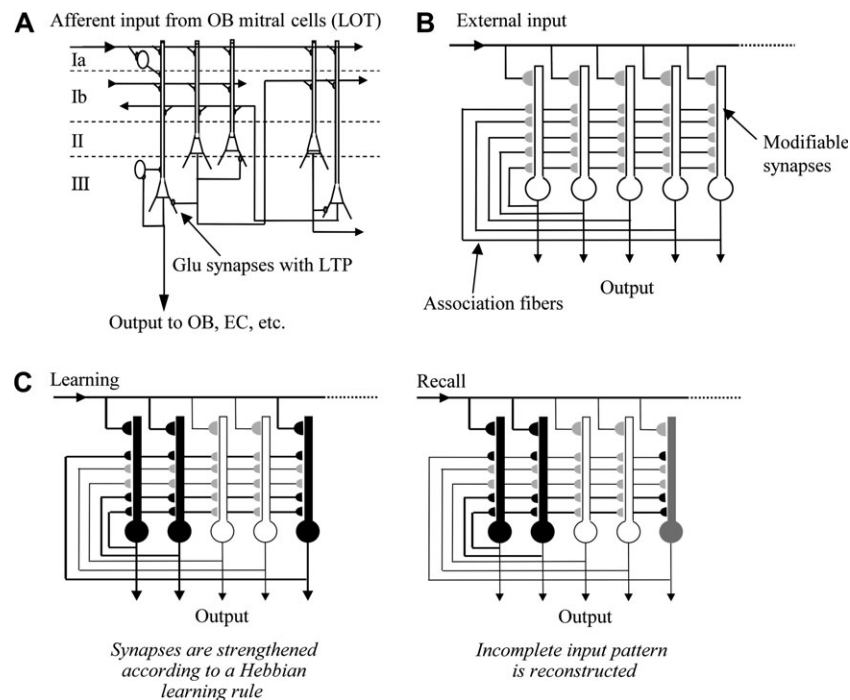 A
Afferent input from OB mitral cells (LOT)
Ia
Ib
II
III
Glu synapses with LTP
Output to OB, EC, etc.
B
External input
Modifiable
synapses
Output
Association fibers
C
Learning
Output
Synapses are strengthened
according to a Hebbian
learning rule
Recall
Output
Incomplete input pattern
is reconstructed